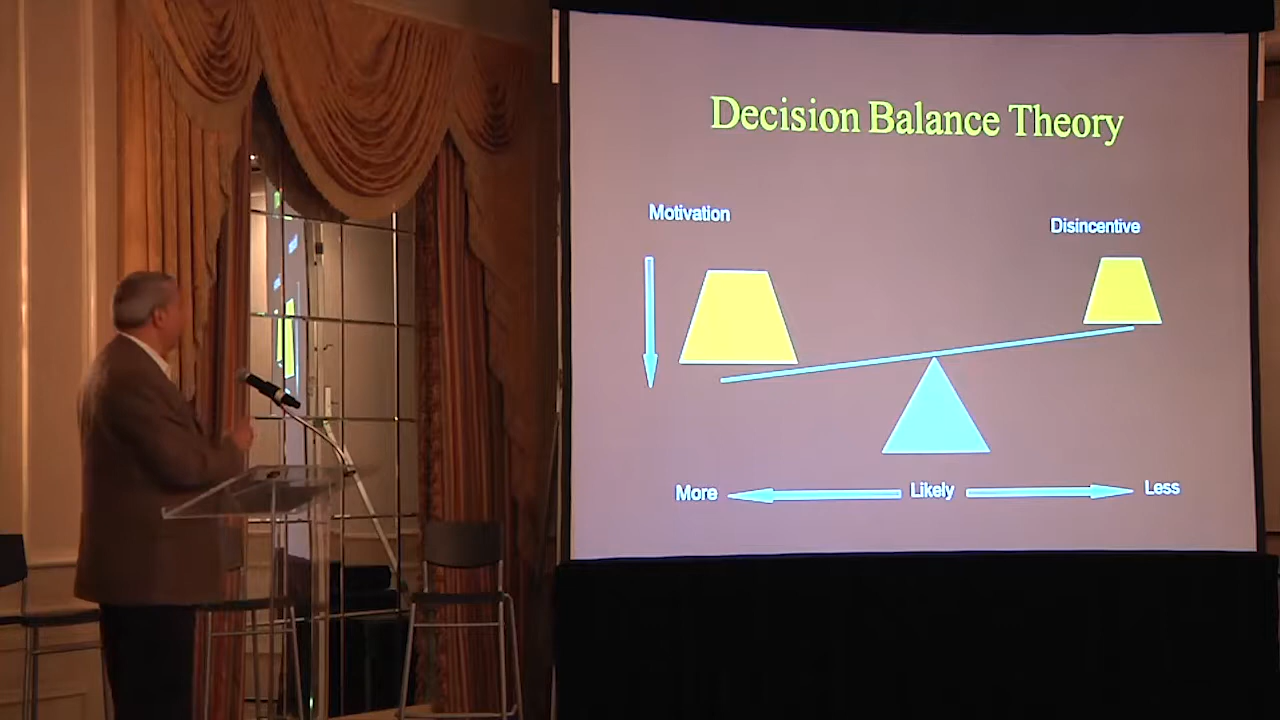 Decision Balance Theory
Motivation
Disincentive
More
Likely
Less